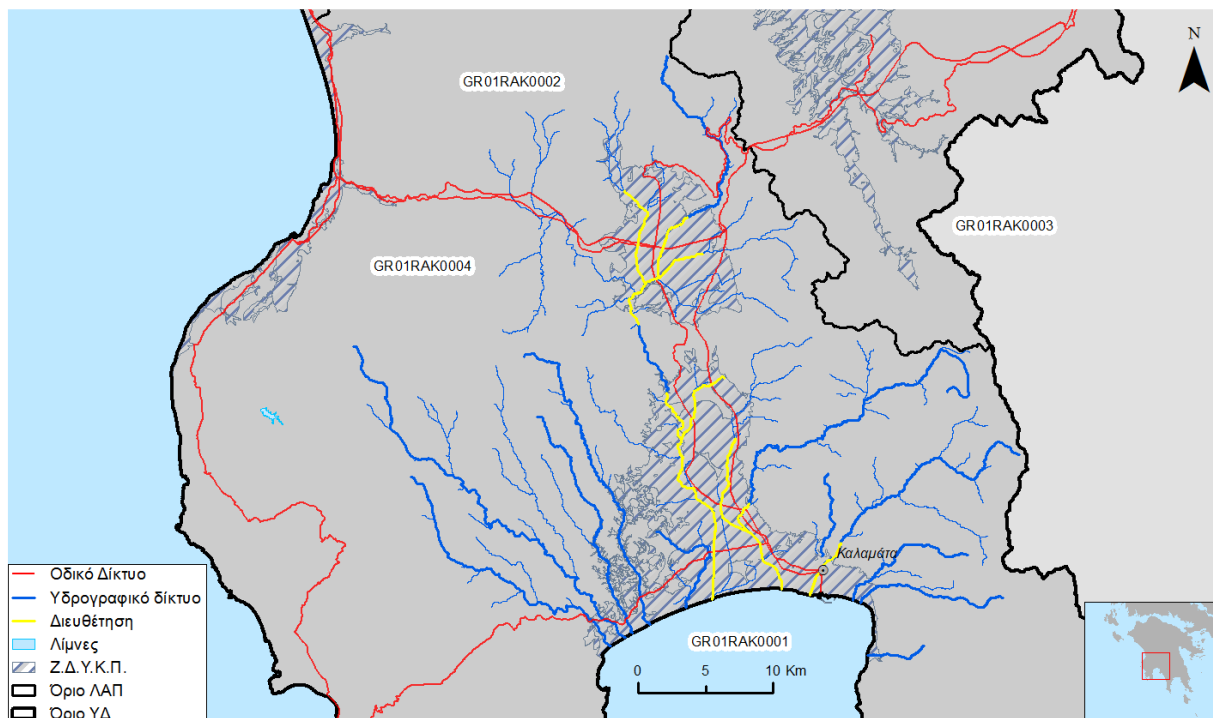 N
GR01RAK0002
GR01RAK0003
GR01RAK0004
Καλαμάτα
Οδικό Δίκτυο
Υδρογραφικό δίκτυο
Διευθέτηση
Λίμνες
Ζ.Δ.Υ.Κ.Π.
Όριο ΛΑΠ
Όριο ΥΔ
GR01RAK0001
0 5 10 Km